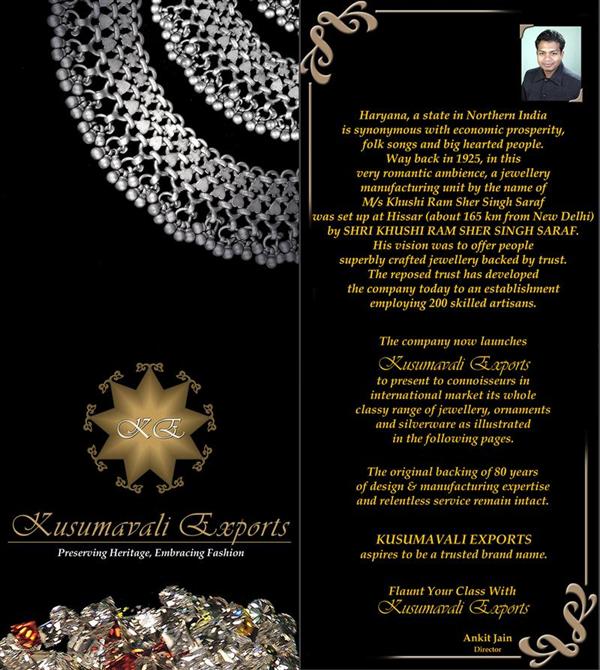 K E
Kusumavali Exports
Preserving Heritage, Embracing Fashion
Haryana, a state in Northern India
is synonymous with economic prosperity,
folk songs and big hearted people.
Way back in 1925, in this
very romantic ambience, a jewellery
manufacturing unit by the name of
M/s Khushi Ram Sher Singh Saraf
was set up at Hissar (about 165 km from New Delhi)
by SHRI KHUSHI RAM SHER SINGH SARAF.
His vision was to offer people
superbly crafted jewellery backed by trust.
The reposed trust has developed
the company today to an establishment
employing 200 skilled artisans.
The company now launches
Kusumavali Exports
to present to connoisseurs in
international market its whole
classy range of jewellery, ornaments
and silverware as illustrated
in the following pages.
The original backing of 80 years
of design & manufacturing expertise
and relentless service remain intact.
KUSUMAVALI EXPORTS
aspires to be a trusted brand name.
Flaunt Your Class With
Kusumavali Exports
Ankit Jain
Director